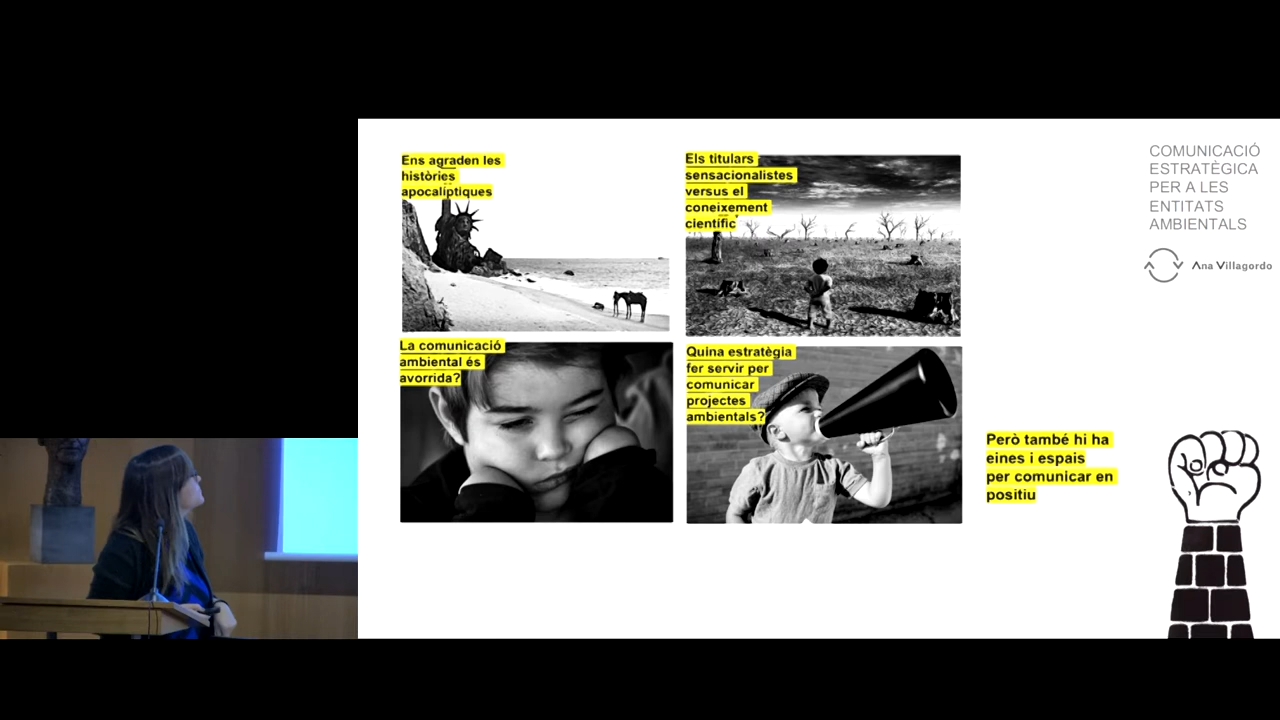 Ens agraden les
històries
apocalíptiques
Els titulars
sensacionalistes
versus el
coneixement
científic
La comunicació
ambiental és
avorrida?
Quina estratègia
fer servir per
comunicar
projectes
ambientals?
Però també hi ha
eines i espais
per comunicar en
positiu
COMUNICACIÓ
ESTRATÈGICA
PER A LES
ENTITATS
AMBIENTALS
Ana Villagordo